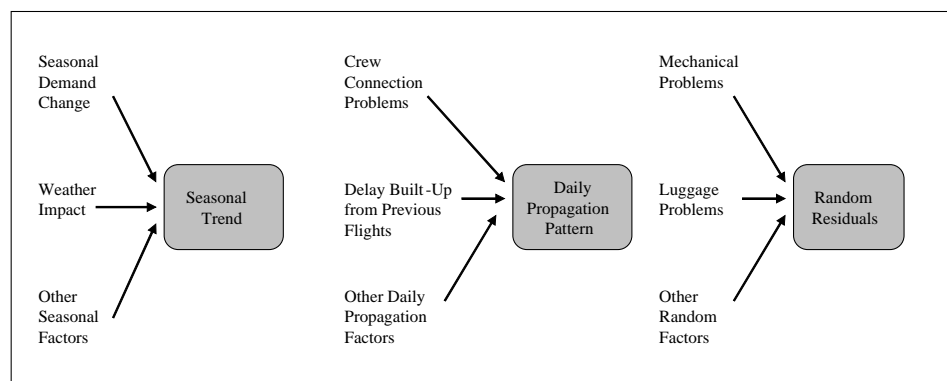 Seasonal
Demand
Change
Weather
Impact
Other
Seasonal
Factors
Seasonal
Trend
Crew
Connection
Problems
Delay Built-Up
from Previous
Flights
Other Daily
Propagation
Factors
Daily
Propagation
Pattern
Mechanical
Problems
Luggage
Problems
Other
Random
Factors
Random
Residuals